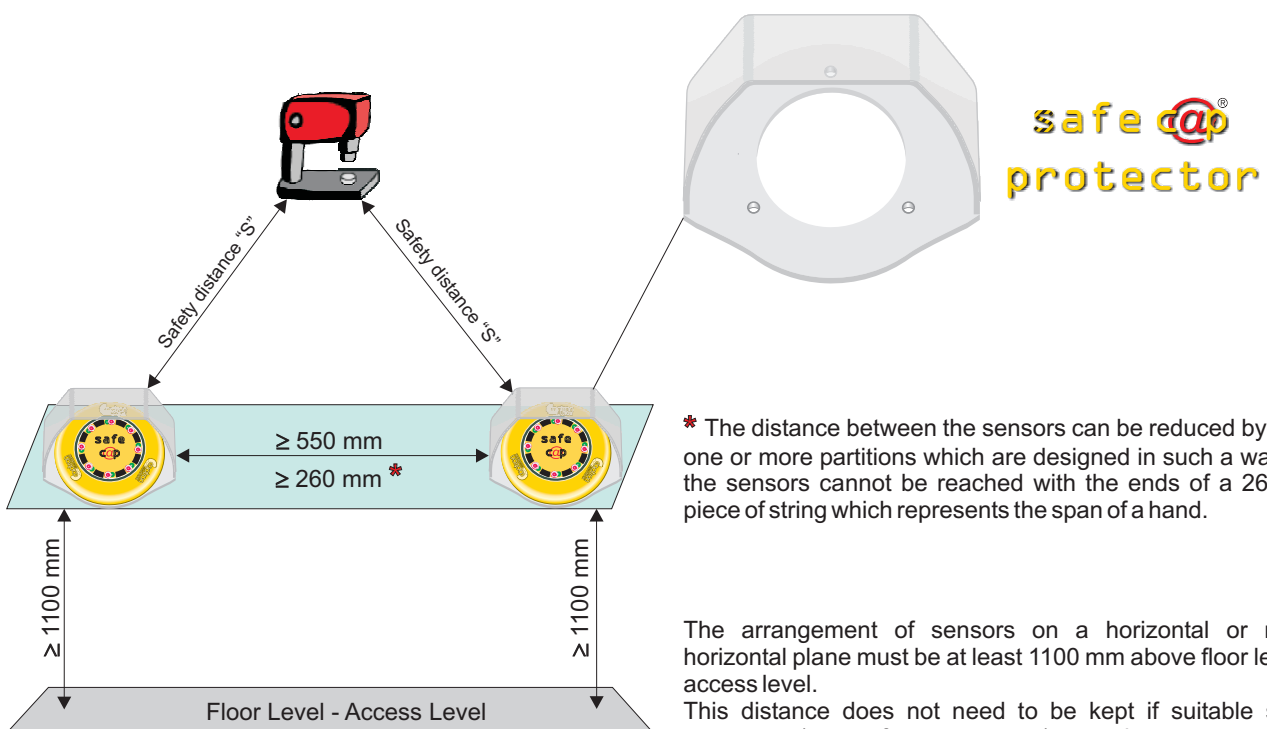 safe c@p®
protector
Safety distance “S”
Safety distance “S”
safe
c@p
safe
c@p
≥ 550 mm
≥ 260 mm *
≥ 1100 mm
≥ 1100 mm
Floor Level - Access Level
* The distance between the sensors can be reduced by
one or more partitions which are designed in such a
the sensors cannot be reached with the ends of a
piece of string which represents the span of a hand.
The arrangement of sensors on a horizontal or
horizontal plane must be at least 1100 mm above floor
access level.
This distance does not need to be kept if suitable